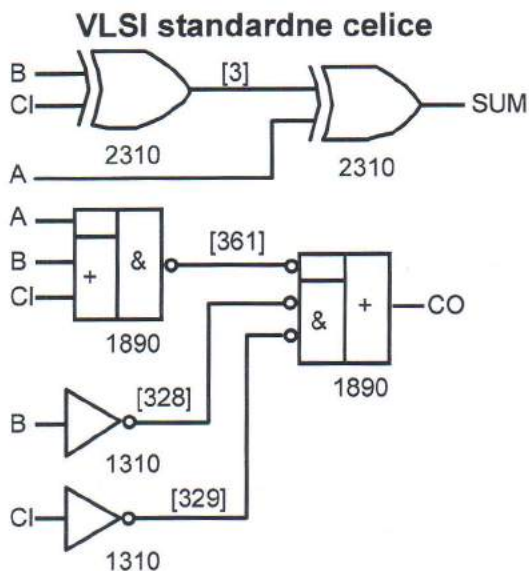 VLSI standardne celice
B
CI
[3]
SUM
2310
2310
A
A
B
CI
+
&
[361]
1890
&
+
CO
1890
B
[328]
1310
CI
[329]
1310